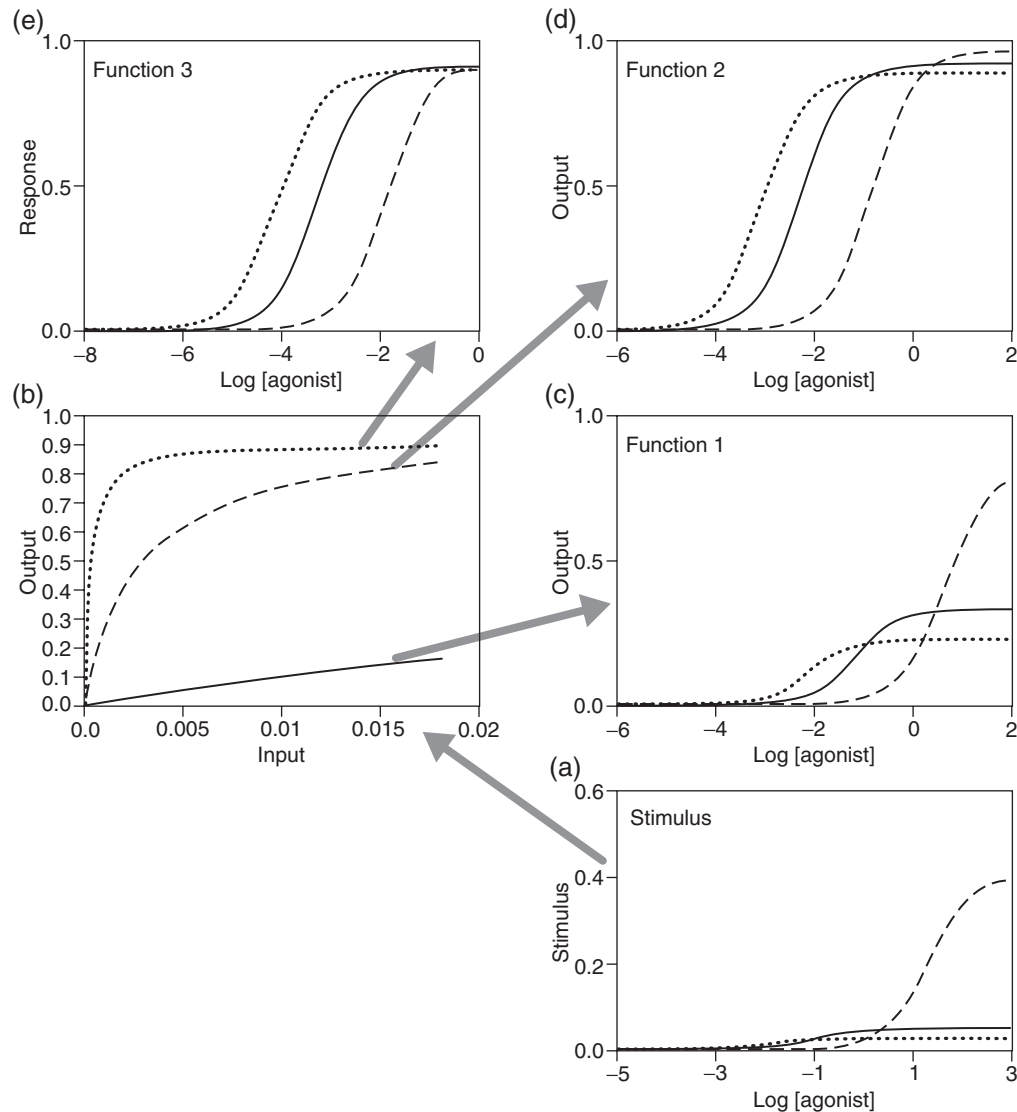 (e)
1.0
Function 3
Response
0.5
0.0
−8
−6
−4
−2
0
Log [agonist]
(d)
1.0
Function 2
Output
0.5
0.0
−6
−4
−2
0
2
Log [agonist]
(b)
1.0
0.9
0.8
0.7
0.6
0.5
0.4
0.3
0.2
0.1
0.0
Output
0.0
0.005
0.010
0.015
0.02
Input
(c)
1.0
Function 1
Output
0.5
0.0
−6
−4
−2
0
2
Log [agonist]
(a)
0.6
Stimulus
0.4
Stimulus
0.2
0.0
−5
−3
−1
1
3
Log [agonist]